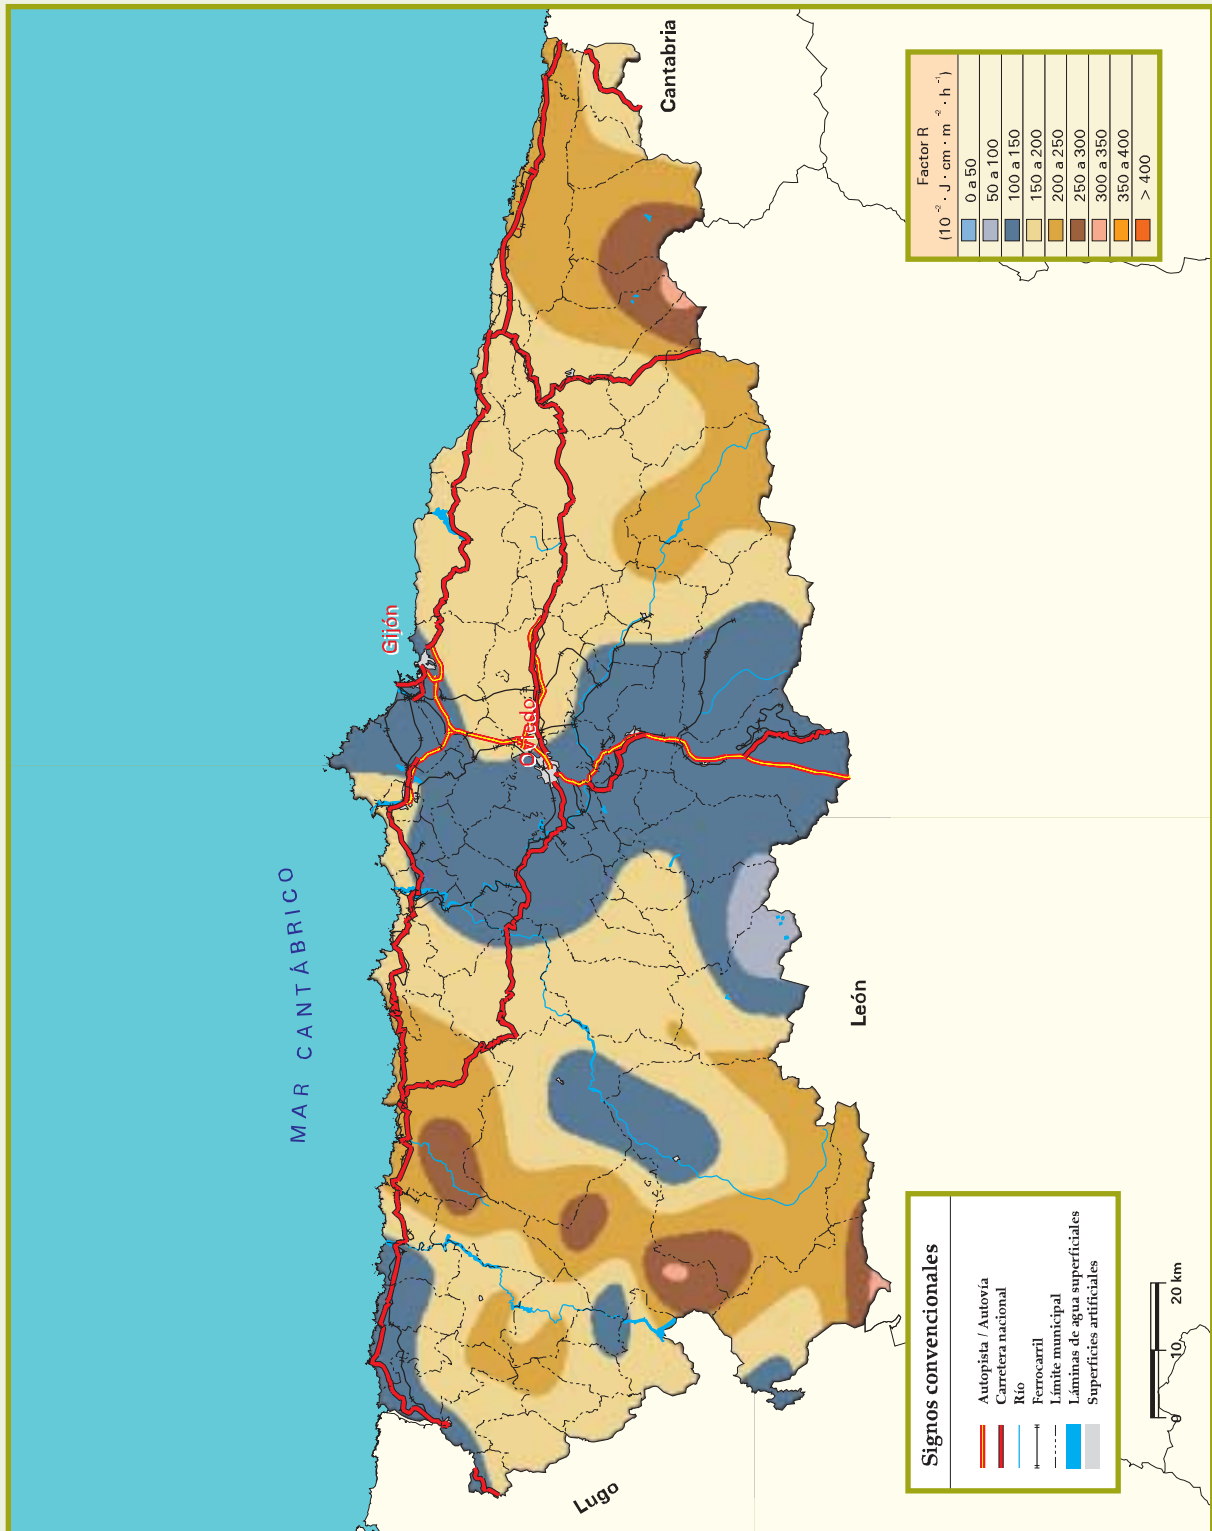 MAR CANTÁBRICO
Gijón
Oviedo
Cantabria
León
Lugo
Factor R
(10⁻² · J · cm · m⁻² · h⁻¹)
0 a 50
50 a 100
100 a 150
150 a 200
200 a 250
250 a 300
300 a 350
350 a 400
> 400
Signos convencionales
Autopista / Autovía
Carretera nacional
Río
Ferrocarril
Límite municipal
Láminas de agua superficiales
Superficies artificiales
0 10 20 km